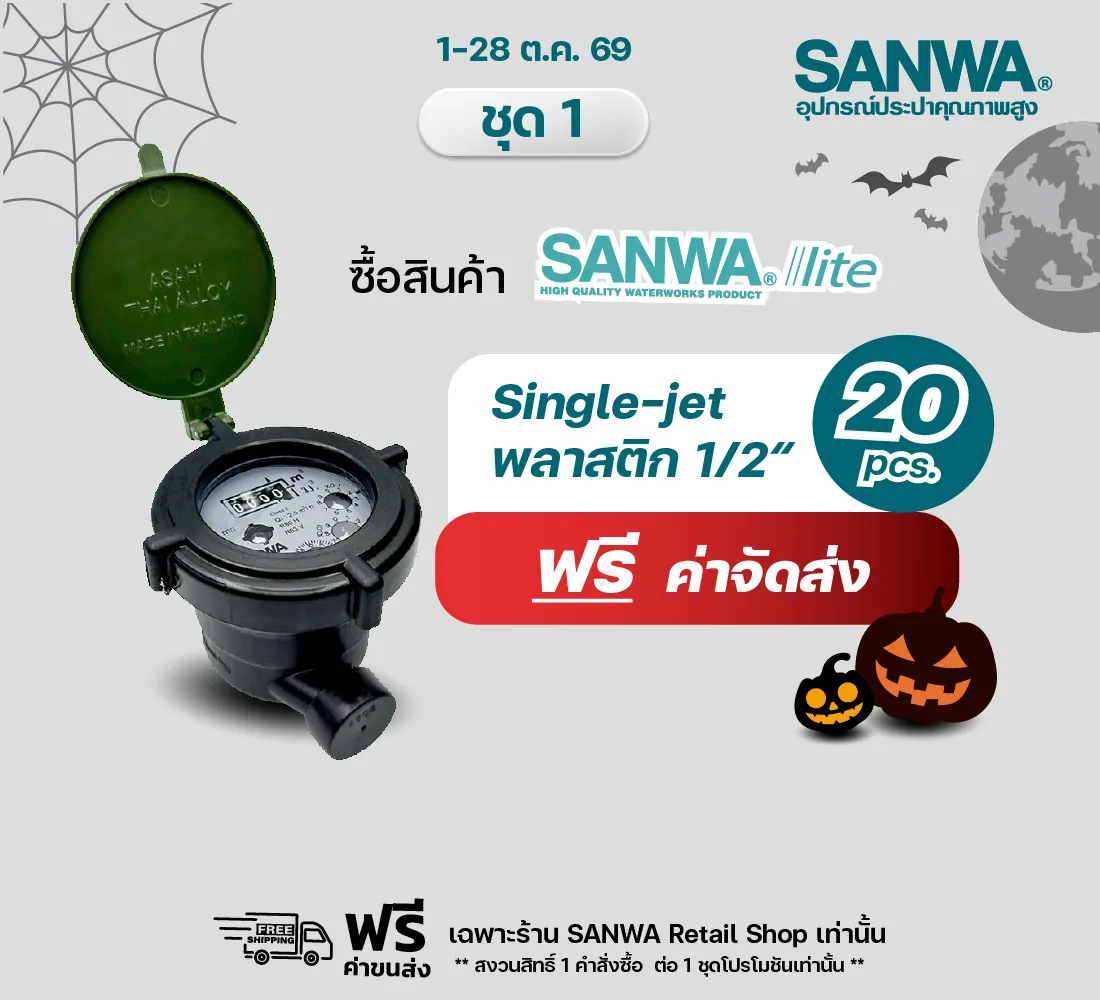 1-28 ต.ค. 69
ชุด 1
SANWA®
อุปกรณ์ประปาคุณภาพสูง
ซื้อสินค้า
SANWA® lite
HIGH QUALITY WATERWORKS PRODUCT
ASAHI
THAI ALLOY
MADE IN THAILAND
Single-jet
พลาสติก 1/2"
20
pcs.
ฟรี ค่าจัดส่ง
m³
R80 H
R63 V
FREE
SHIPPING
ฟรี
ค่าขนส่ง
เฉพาะร้าน SANWA Retail Shop เท่านั้น
** สงวนสิทธิ์ 1 คำสั่งซื้อ ต่อ 1 ชุดโปรโมชันเท่านั้น **